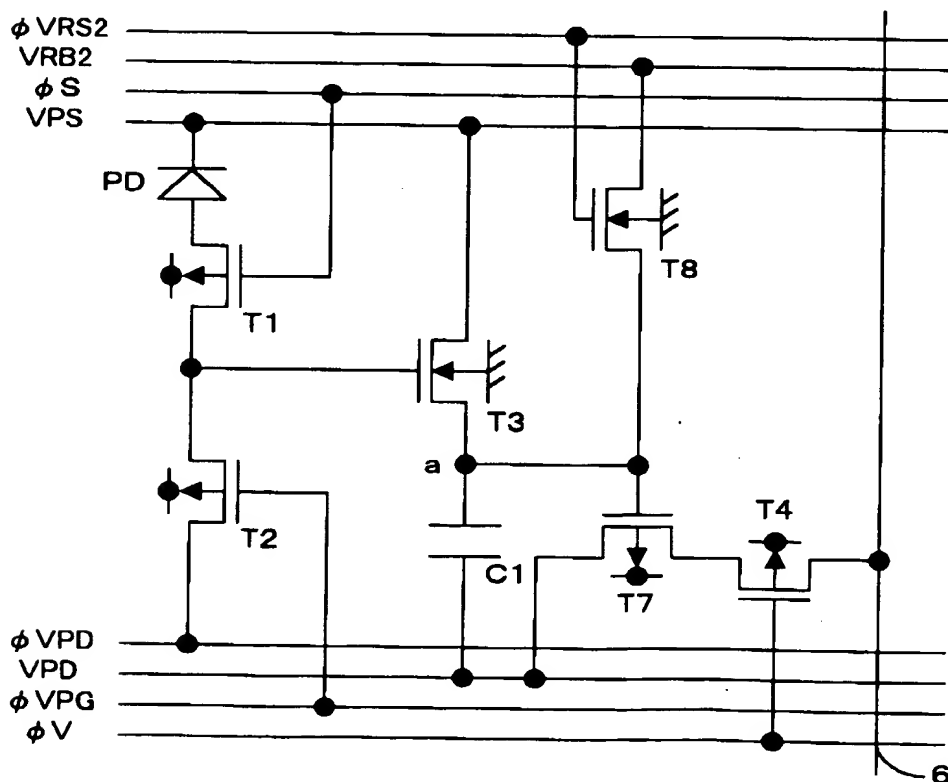 φVRS2
VRB2
φS
VPS
PD
T8
T1
T3
a
T2
C1
T4
T7
φVPD
VPD
φVPG
φV
6